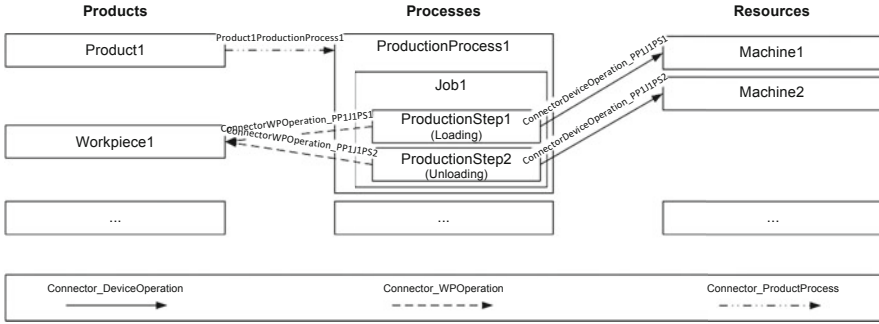 Products
Processes
Resources
Product1
Product1ProductionProcess1
ProductionProcess1
Machine1
Job1
Machine2
ConnectorDeviceOperation_PP1J1PS1
ConnectorDeviceOperation_PP1J1PS2
ConnectorWPOperation_PP1J1PS1
ConnectorWPOperation_PP1J1PS2
Workpiece1
ProductionStep1
(Loading)
ProductionStep2
(Unloading)
...
...
...
Connector_DeviceOperation
Connector_WPOperation
Connector_ProductProcess